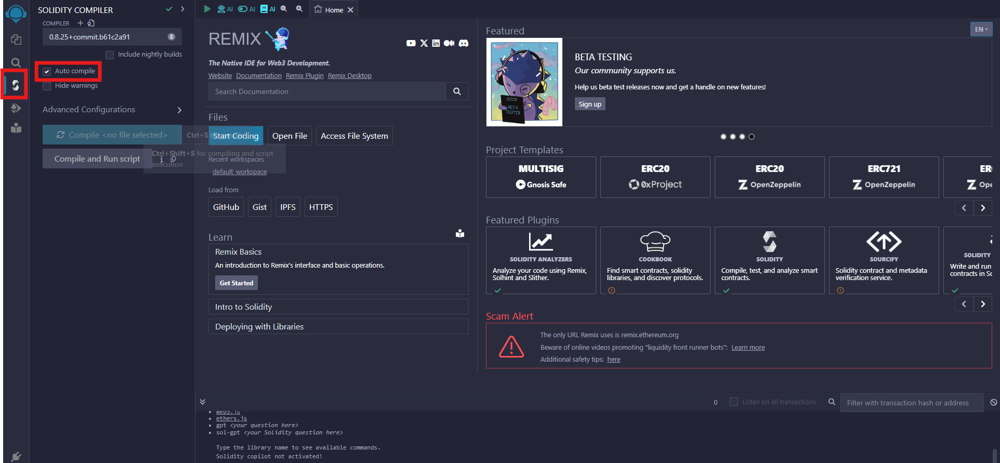 SOLIDITY COMPILER
COMPILER
0.8.25+commit.b61c2a91
Include nightly builds
Auto compile
Hide warnings
Advanced Configurations
Compile <no file selected>
Compile and Run script
i
Ctrl+S to
Ctrl+Shift+S for compiling and script
execution
AI
AI
AI
Home
REMIX
The Native IDE for Web3 Development.
Website Documentation Remix Plugin Remix Desktop
Search Documentation
Files
Start Coding
Open File
Access File System
Recent workspaces
default_workspace
Load from
GitHub
Gist
IPFS
HTTPS
Learn
Remix Basics
An introduction to Remix's interface and basic operations.
Get Started
Intro to Solidity
Deploying with Libraries
Featured
EN
BETA
TESTER
BETA TESTING
Our community supports us.
Help us beta test releases now and get a handle on new features!
Sign up
Project Templates
MULTISIG
Gnosis Safe
ERC20
0xProject
ERC20
OpenZeppelin
ERC721
OpenZeppelin
ER
Ope
Featured Plugins
SOLIDITY ANALYZERS
Analyze your code using Remix,
Solhint and Slither.
COOKBOOK
Find smart contracts, solidity
libraries, and discover protocols.
SOLIDITY
Compile, test, and analyze smart
contracts.
SOURCIFY
Solidity contract and metadata
verification service.
SOLIDITY
Write and run
contracts in So
Scam Alert
The only URL Remix uses is remix.ethereum.org
Beware of online videos promoting "liquidity front runner bots": Learn more
Additional safety tips: here
0
Listen on all transactions
Filter with transaction hash or address
• web3.js
• ethers.js
• gpt <your question here>
• sol-gpt <your Solidity question here>
Type the library name to see available commands.
Solidity copilot not activated!